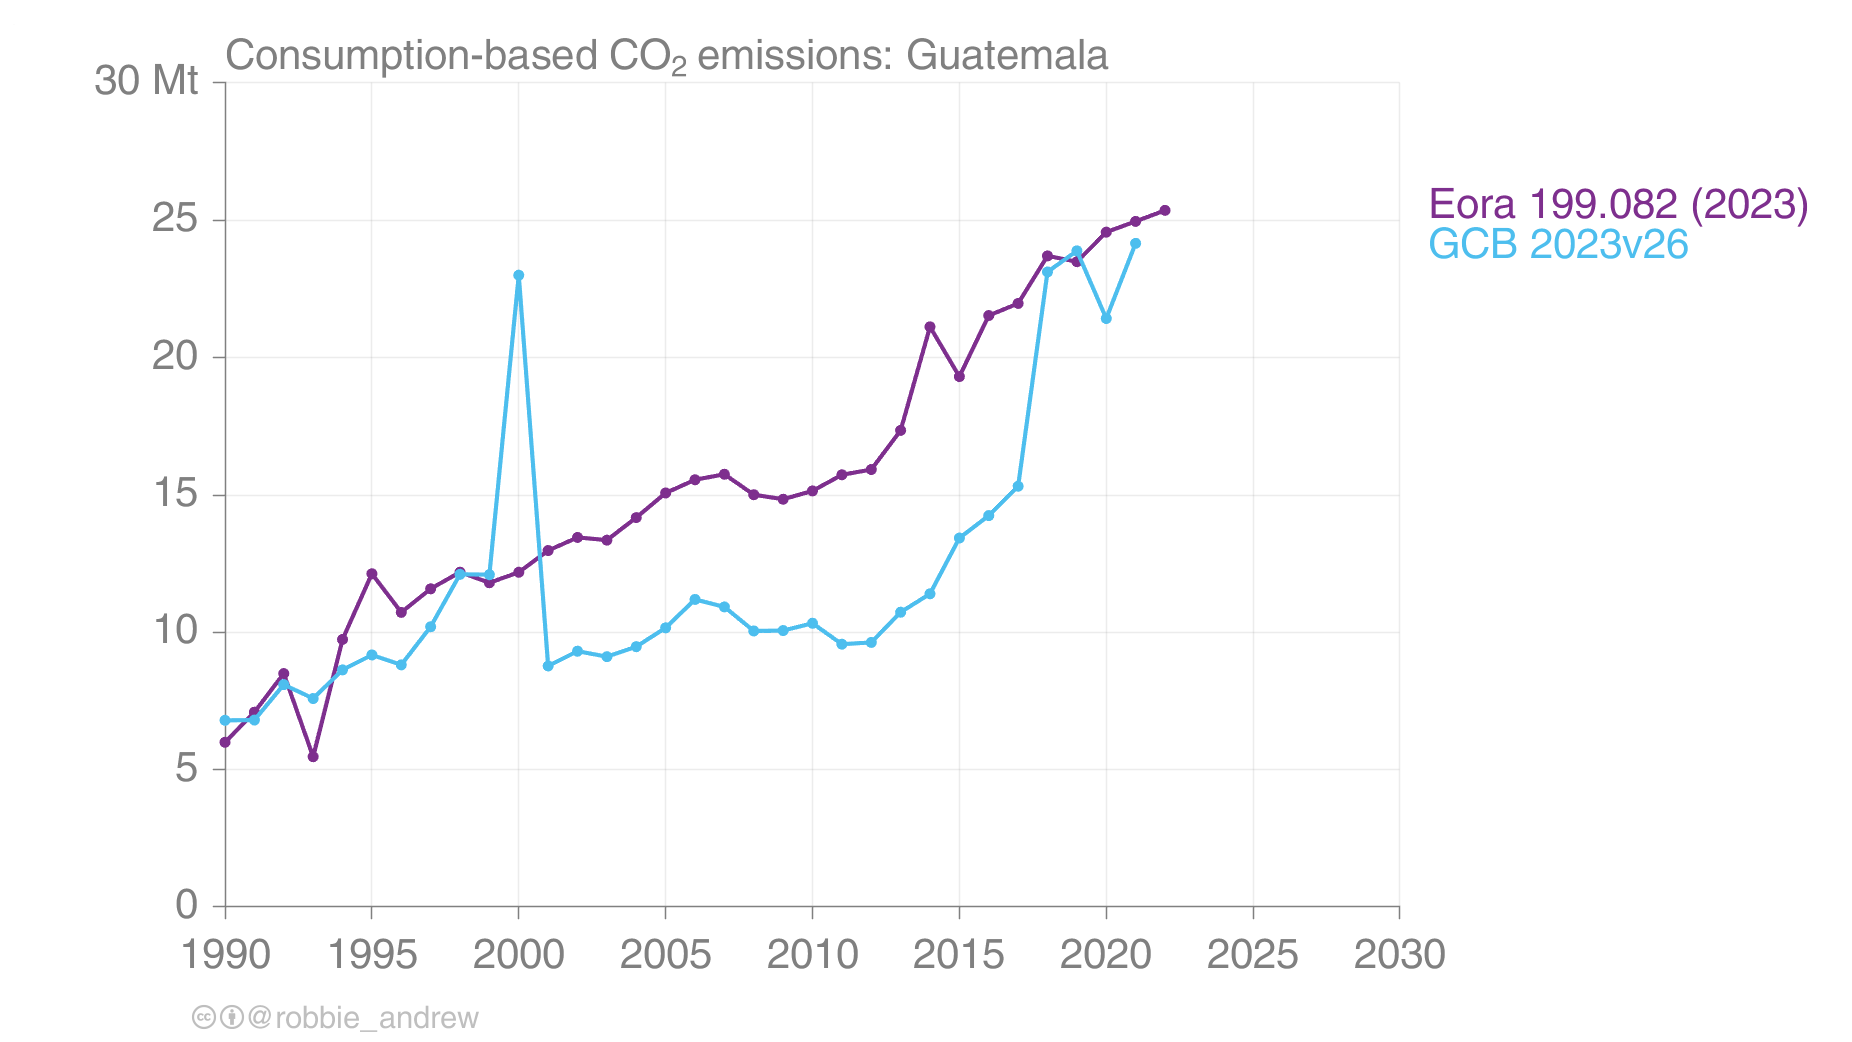 Consumption-based CO₂ emissions: Guatemala
30 Mt
25
20
15
10
5
0
1990 1995 2000 2005 2010 2015 2020 2025 2030
Eora 199.082 (2023)
GCB 2023v26
cc @robbie_andrew